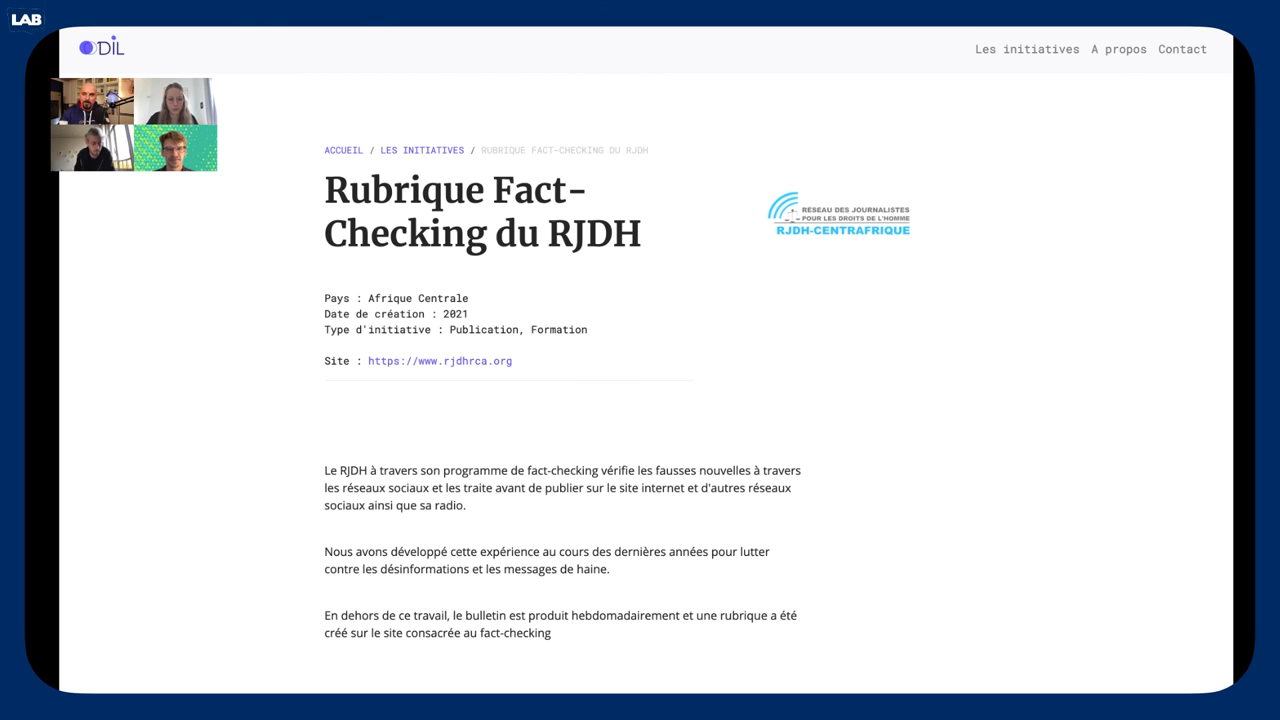 LAB
ODIL
Les initiatives A propos Contact
ACCUEIL / LES INITIATIVES / RUBRIQUE FACT-CHECKING DU RJDH
Rubrique Fact-
Checking du RJDH
RÉSEAU DES JOURNALISTES
POUR LES DROITS DE L'HOMME
RJDH-CENTRAFRIQUE
Pays : Afrique Centrale
Date de création : 2021
Type d'initiative : Publication, Formation
Site : https://www.rjdhrca.org
Le RJDH à travers son programme de fact-checking vérifie les fausses nouvelles à travers
les réseaux sociaux et les traite avant de publier sur le site internet et d'autres réseaux
sociaux ainsi que sa radio.
Nous avons développé cette expérience au cours des dernières années pour lutter
contre les désinformations et les messages de haine.
En dehors de ce travail, le bulletin est produit hebdomadairement et une rubrique a été
créé sur le site consacrée au fact-checking